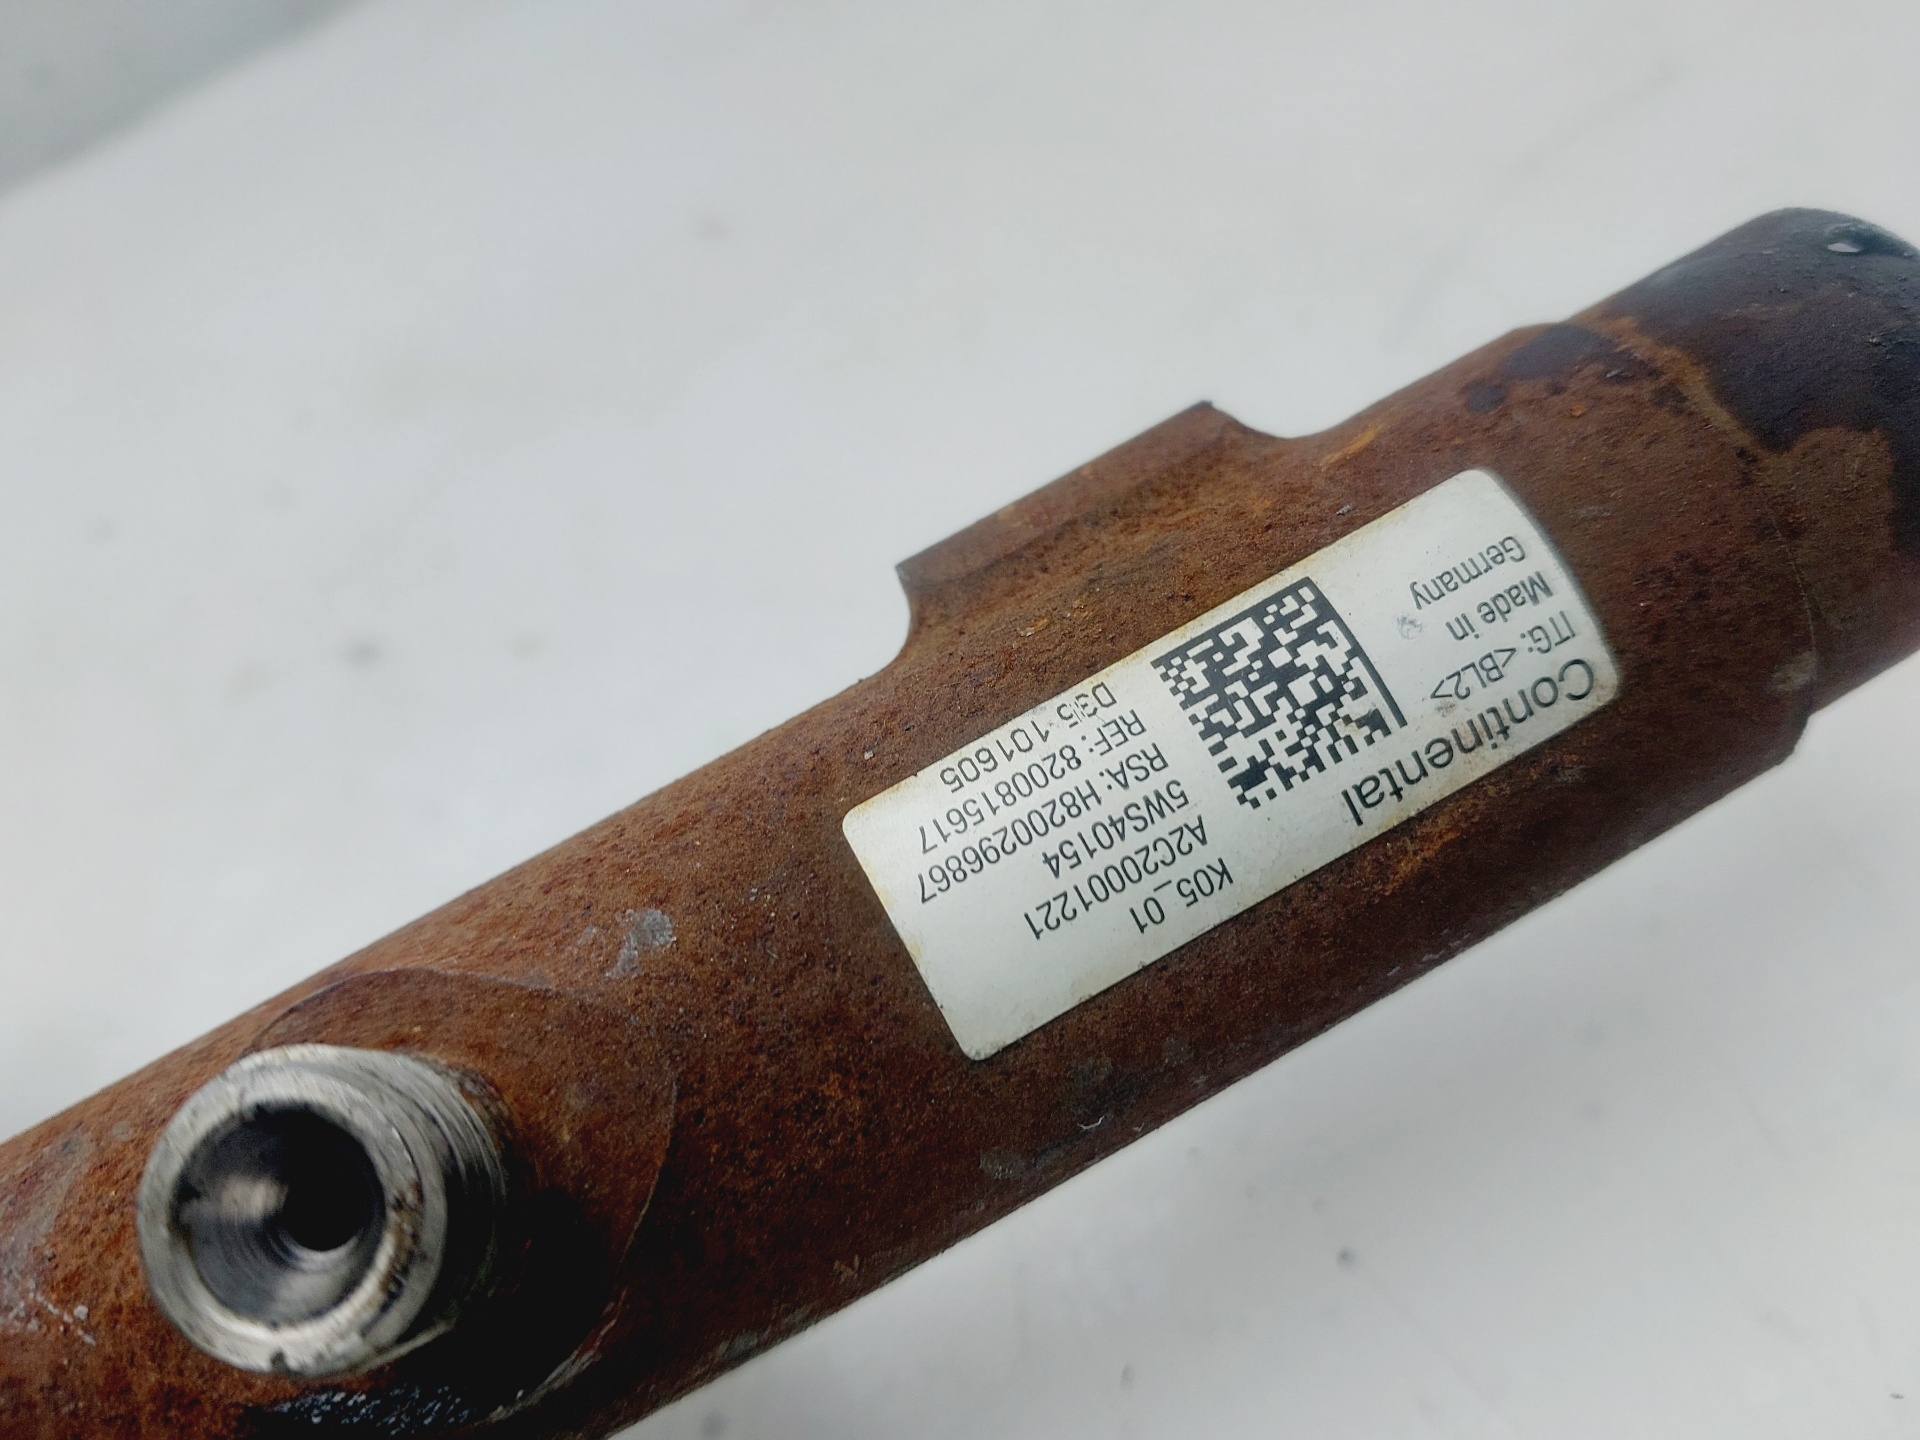 Continental
ITG: <BL2>
Made in
Germany
K05_01
A2C20001221
5WS40154
RSA: H8200296867
REF: 8200815617
D35 101605